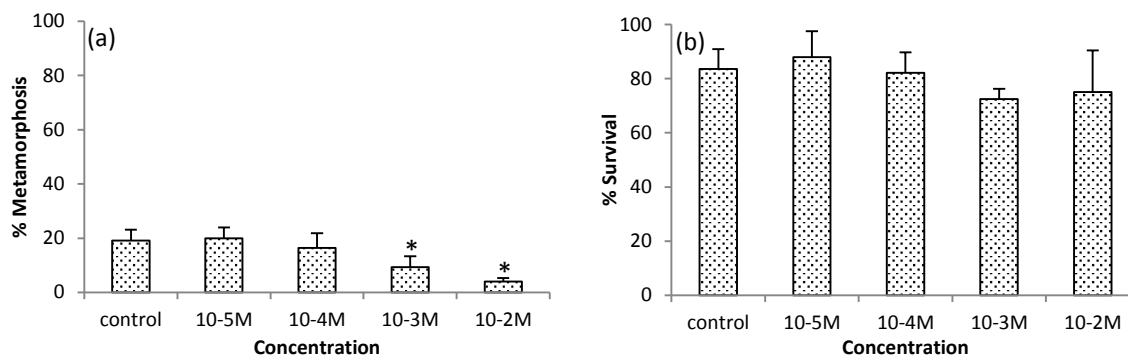 (a)
% Metamorphosis
100
80
60
40
20
0
*
*
control 10-5M 10-4M 10-3M 10-2M
Concentration
(b)
% Survival
100
80
60
40
20
0
control 10-5M 10-4M 10-3M 10-2M
Concentration